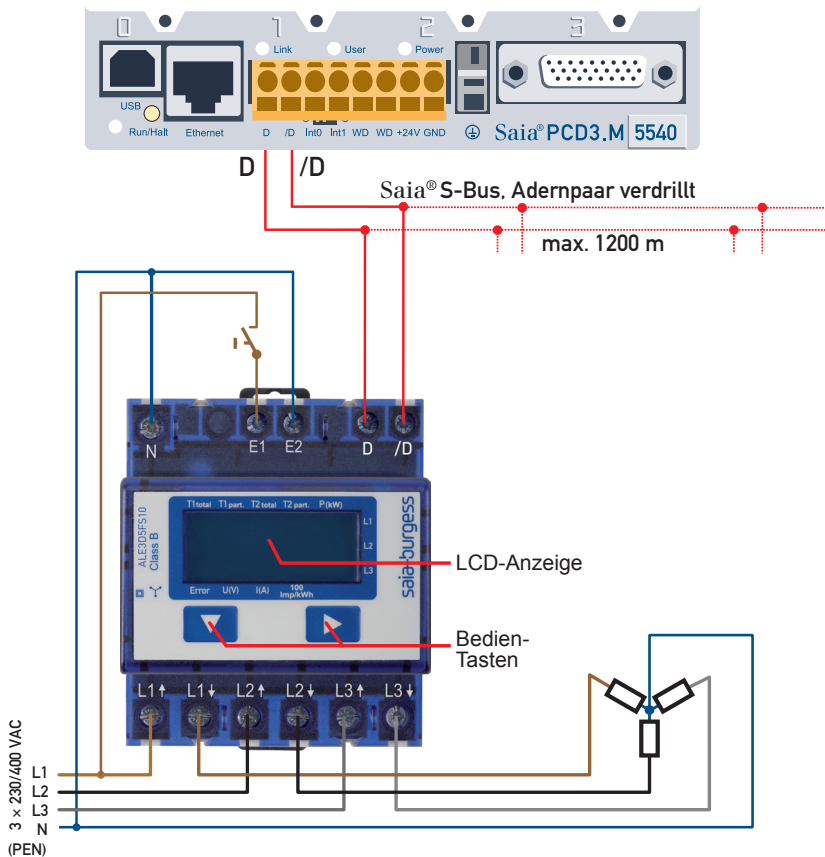 0 1 2 3
Link User Power
USB
Run/Halt Ethernet D /D Int0 Int1 WD WD +24V GND Saia® PCD3.M 5540
D /D
Saia® S-Bus, Adernpaar verdrillt
max. 1200 m
N E1 E2 D /D
T1total T1 part. T2 total T2 part. P(kW)
L1
L2
L3
ALE3D5FS10
Class B
saia-burgess
Error U(V) I(A) 100 Imp/kWh
LCD-Anzeige
Bedien-
Tasten
L1 L1 L2 L2 L3 L3
3 × 230/400 VAC
L1
L2
L3
N
(PEN)